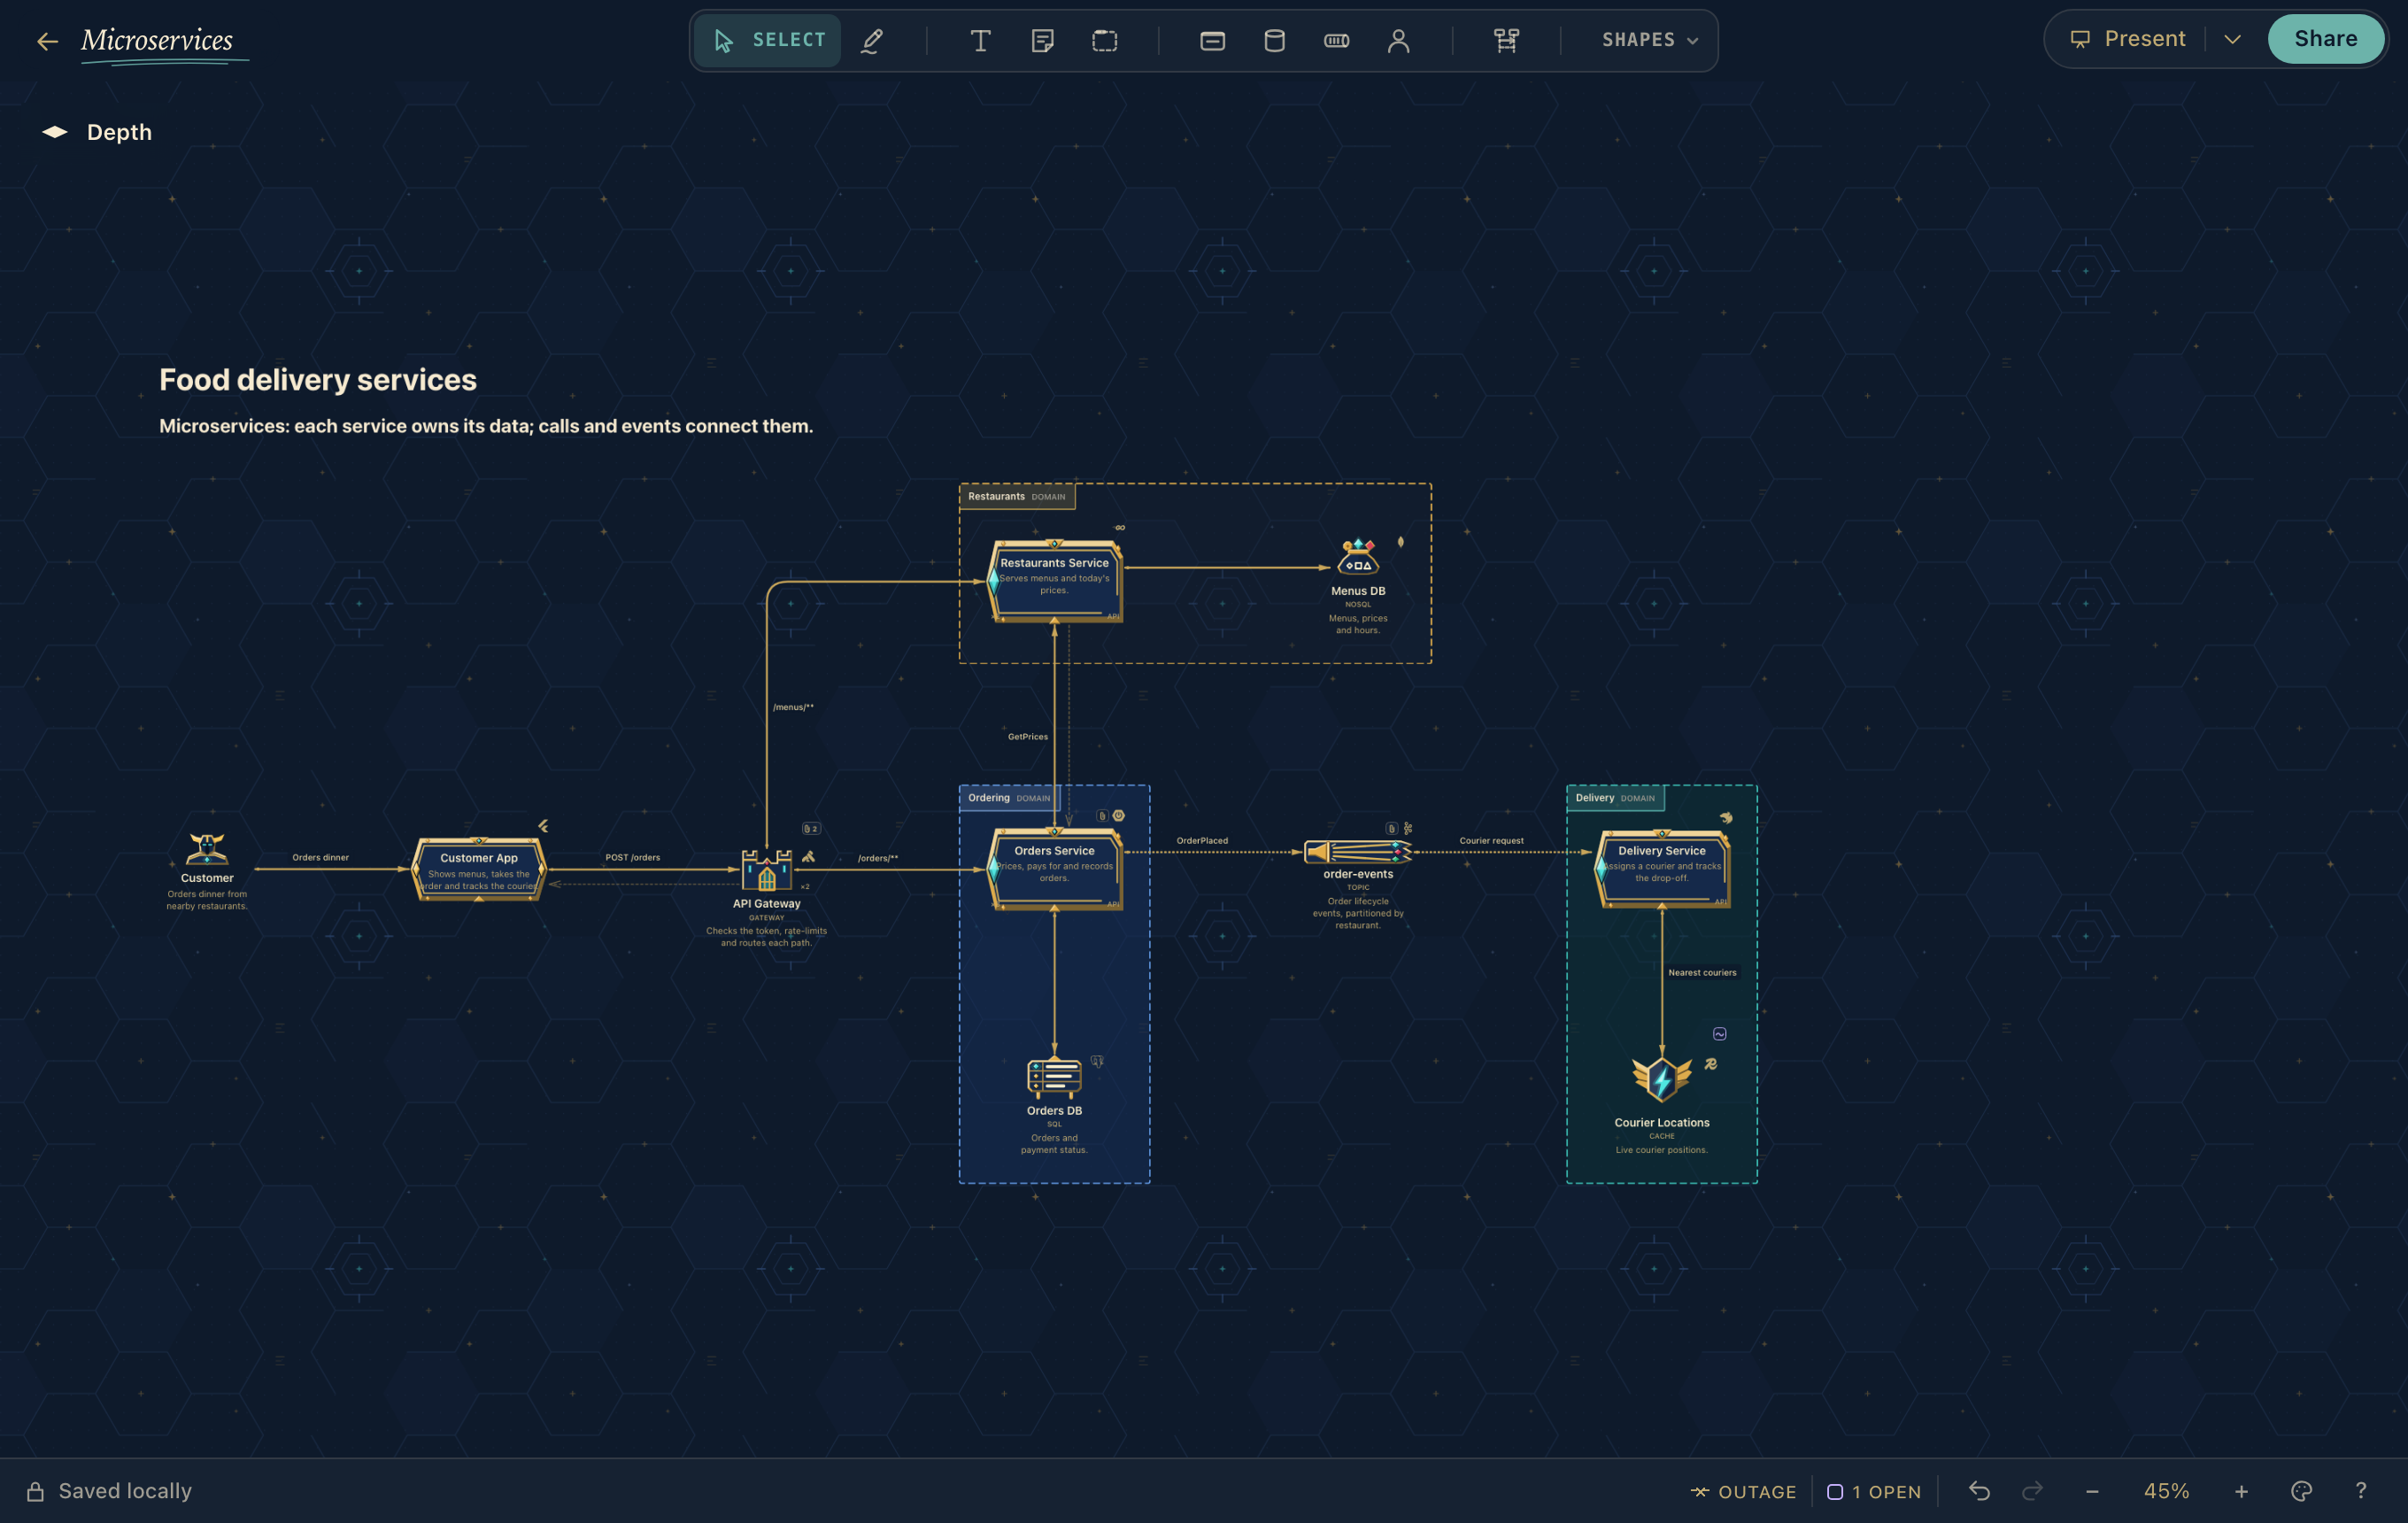 Microservices
SELECT
SHAPES
Present
Share
Depth
Food delivery services
Microservices: each service owns its data; calls and events connect them.
Restaurants DOMAIN
Restaurants Service
Serves menus and today's
prices.
API
Menus DB
NOSQL
Menus, prices
and hours.
/menus/**
GetPrices
Ordering DOMAIN
Delivery DOMAIN
Customer
Orders dinner from
nearby restaurants.
Orders dinner
Customer App
Shows menus, takes the
order and tracks the courier
POST /orders
2
×2
API Gateway
GATEWAY
Checks the token, rate-limits
and routes each path.
/orders/**
Orders Service
Prices, pays for and records
orders.
API
OrderPlaced
order-events
TOPIC
Order lifecycle
events, partitioned by
restaurant.
Courier request
Delivery Service
Assigns a courier and tracks
the drop-off.
API
Nearest couriers
Orders DB
SQL
Orders and
payment status.
Courier Locations
CACHE
Live courier positions.
Saved locally
OUTAGE
1 OPEN
45%
?